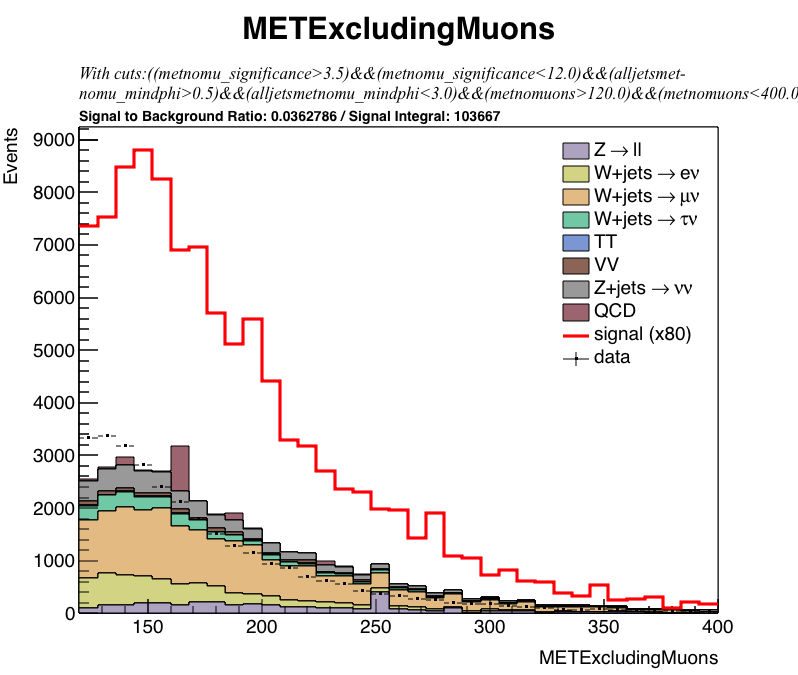 METExcludingMuons
With cuts:((metnomu_significance>3.5)&&(metnomu_significance<12.0)&&(alljetsmet-
nomu_mindphi>0.5)&&(alljetsmetnomu_mindphi<3.0)&&(metnomuons>120.0)&&(metnomuons<400.0
Signal to Background Ratio: 0.0362786 / Signal Integral: 103667
Events
9000
8000
7000
6000
5000
4000
3000
2000
1000
0
Z → ll
W+jets → eν
W+jets → μν
W+jets → τν
TT
VV
Z+jets → νν
QCD
signal (x80)
data
150 200 250 300 350 400
METExcludingMuons